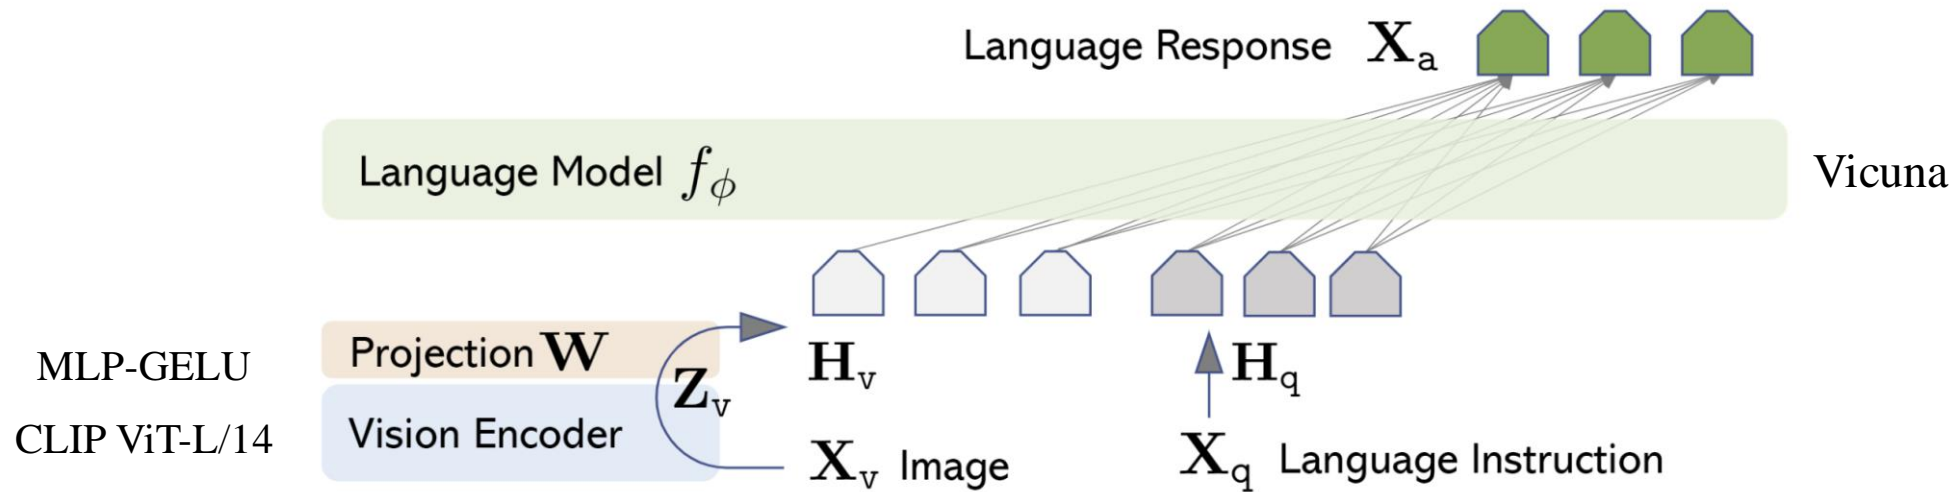 Language Response X_a
Language Model f_ϕ
Vicuna
MLP-GELU
Projection W
Z_v
H_v
H_q
CLIP ViT-L/14
Vision Encoder
X_v Image
X_q Language Instruction